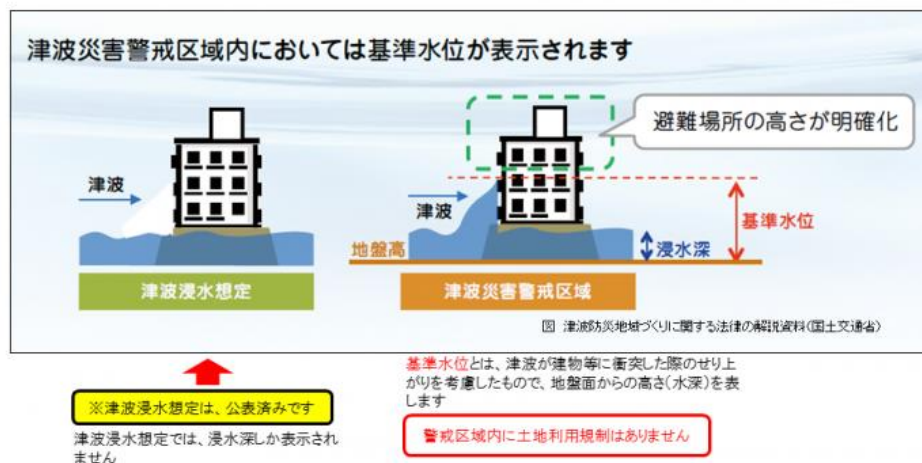 津波災害警戒区域内においては基準水位が表示されます
避難場所の高さが明確化
津波
津波
基準水位
地盤高
浸水深
津波浸水想定
津波災害警戒区域
図 津波防災地域づくりに関する法律の解説資料(国土交通省)
※津波浸水想定は、公表済みです
津波浸水想定では、浸水深しか表示され
ません
基準水位とは、津波が建物等に衝突した際のせり上
がりを考慮したもので、地盤面からの高さ(水深)を表
します
警戒区域内に土地利用規制はありません